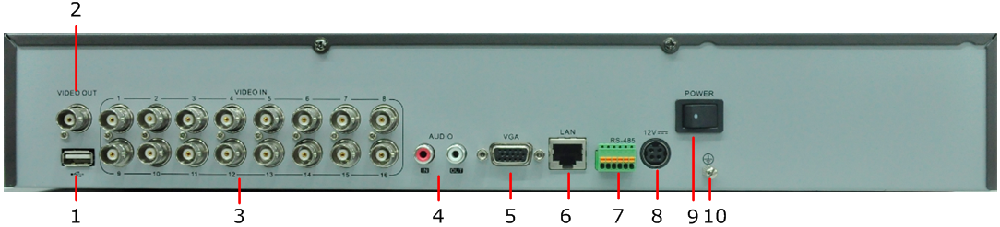 2
VIDEO OUT
VIDEO IN
1 2 3 4 5 6 7 8
9 10 11 12 13 14 15 16
AUDIO
IN OUT
VGA
LAN
RS-485
12V
POWER
1 3 4 5 6 7 8 9 10